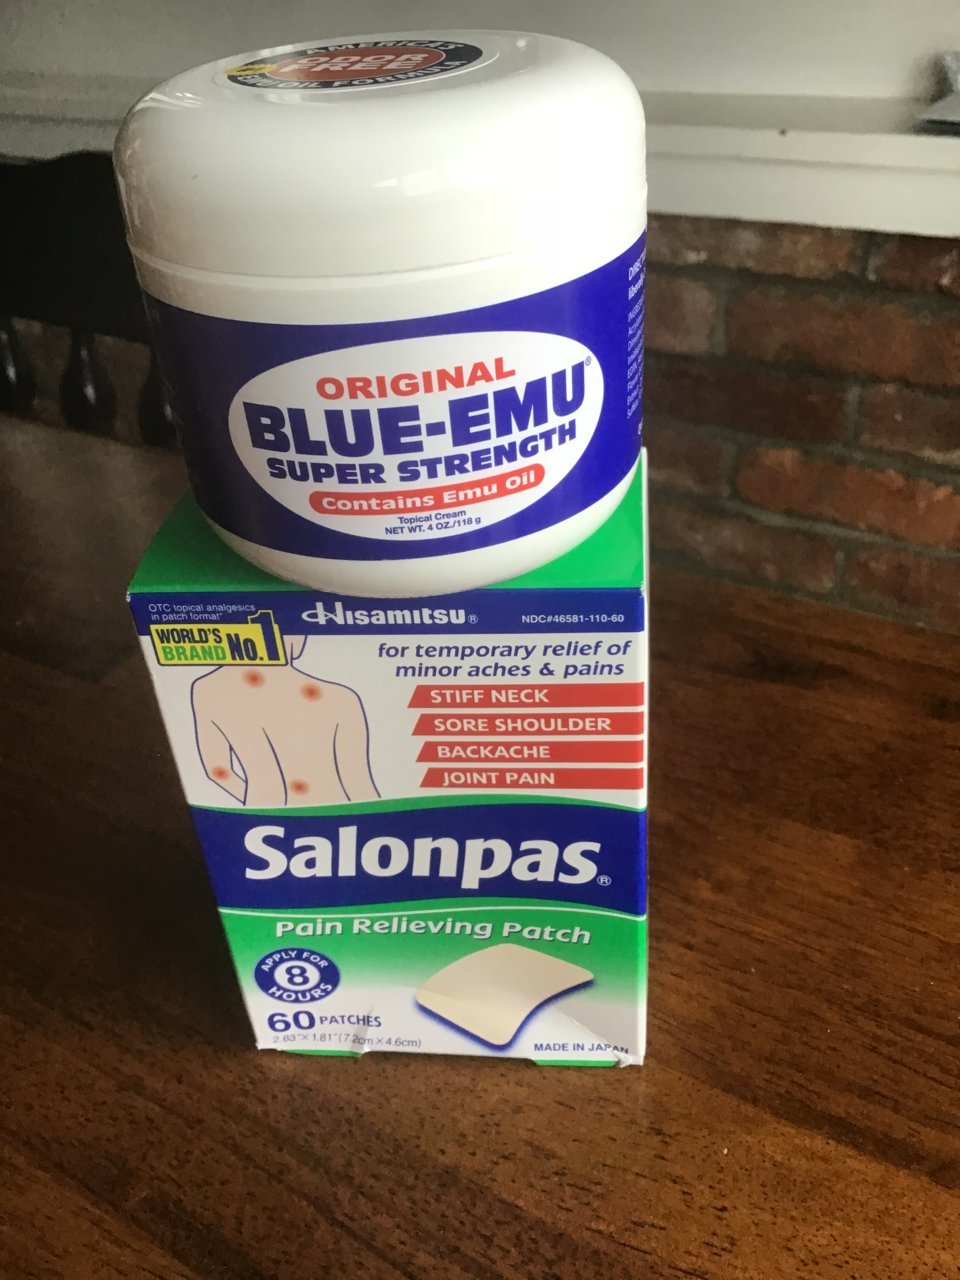 AMERICA'S
ODOR
FREE
OIL FORMULA
ORIGINAL
BLUE-EMU®
SUPER STRENGTH
Contains Emu Oil
Topical Cream
NET WT. 4 OZ./118 g
OTC topical analgesics
in patch format*
WORLD'S
BRAND No.1
Hisamitsu®
NDC#46581-110-60
for temporary relief of
minor aches & pains
STIFF NECK
SORE SHOULDER
BACKACHE
JOINT PAIN
Salonpas®
Pain Relieving Patch
APPLY FOR
8
HOURS
60 PATCHES
2.83"×1.81"(7.2cm×4.6cm)
MADE IN JAPAN